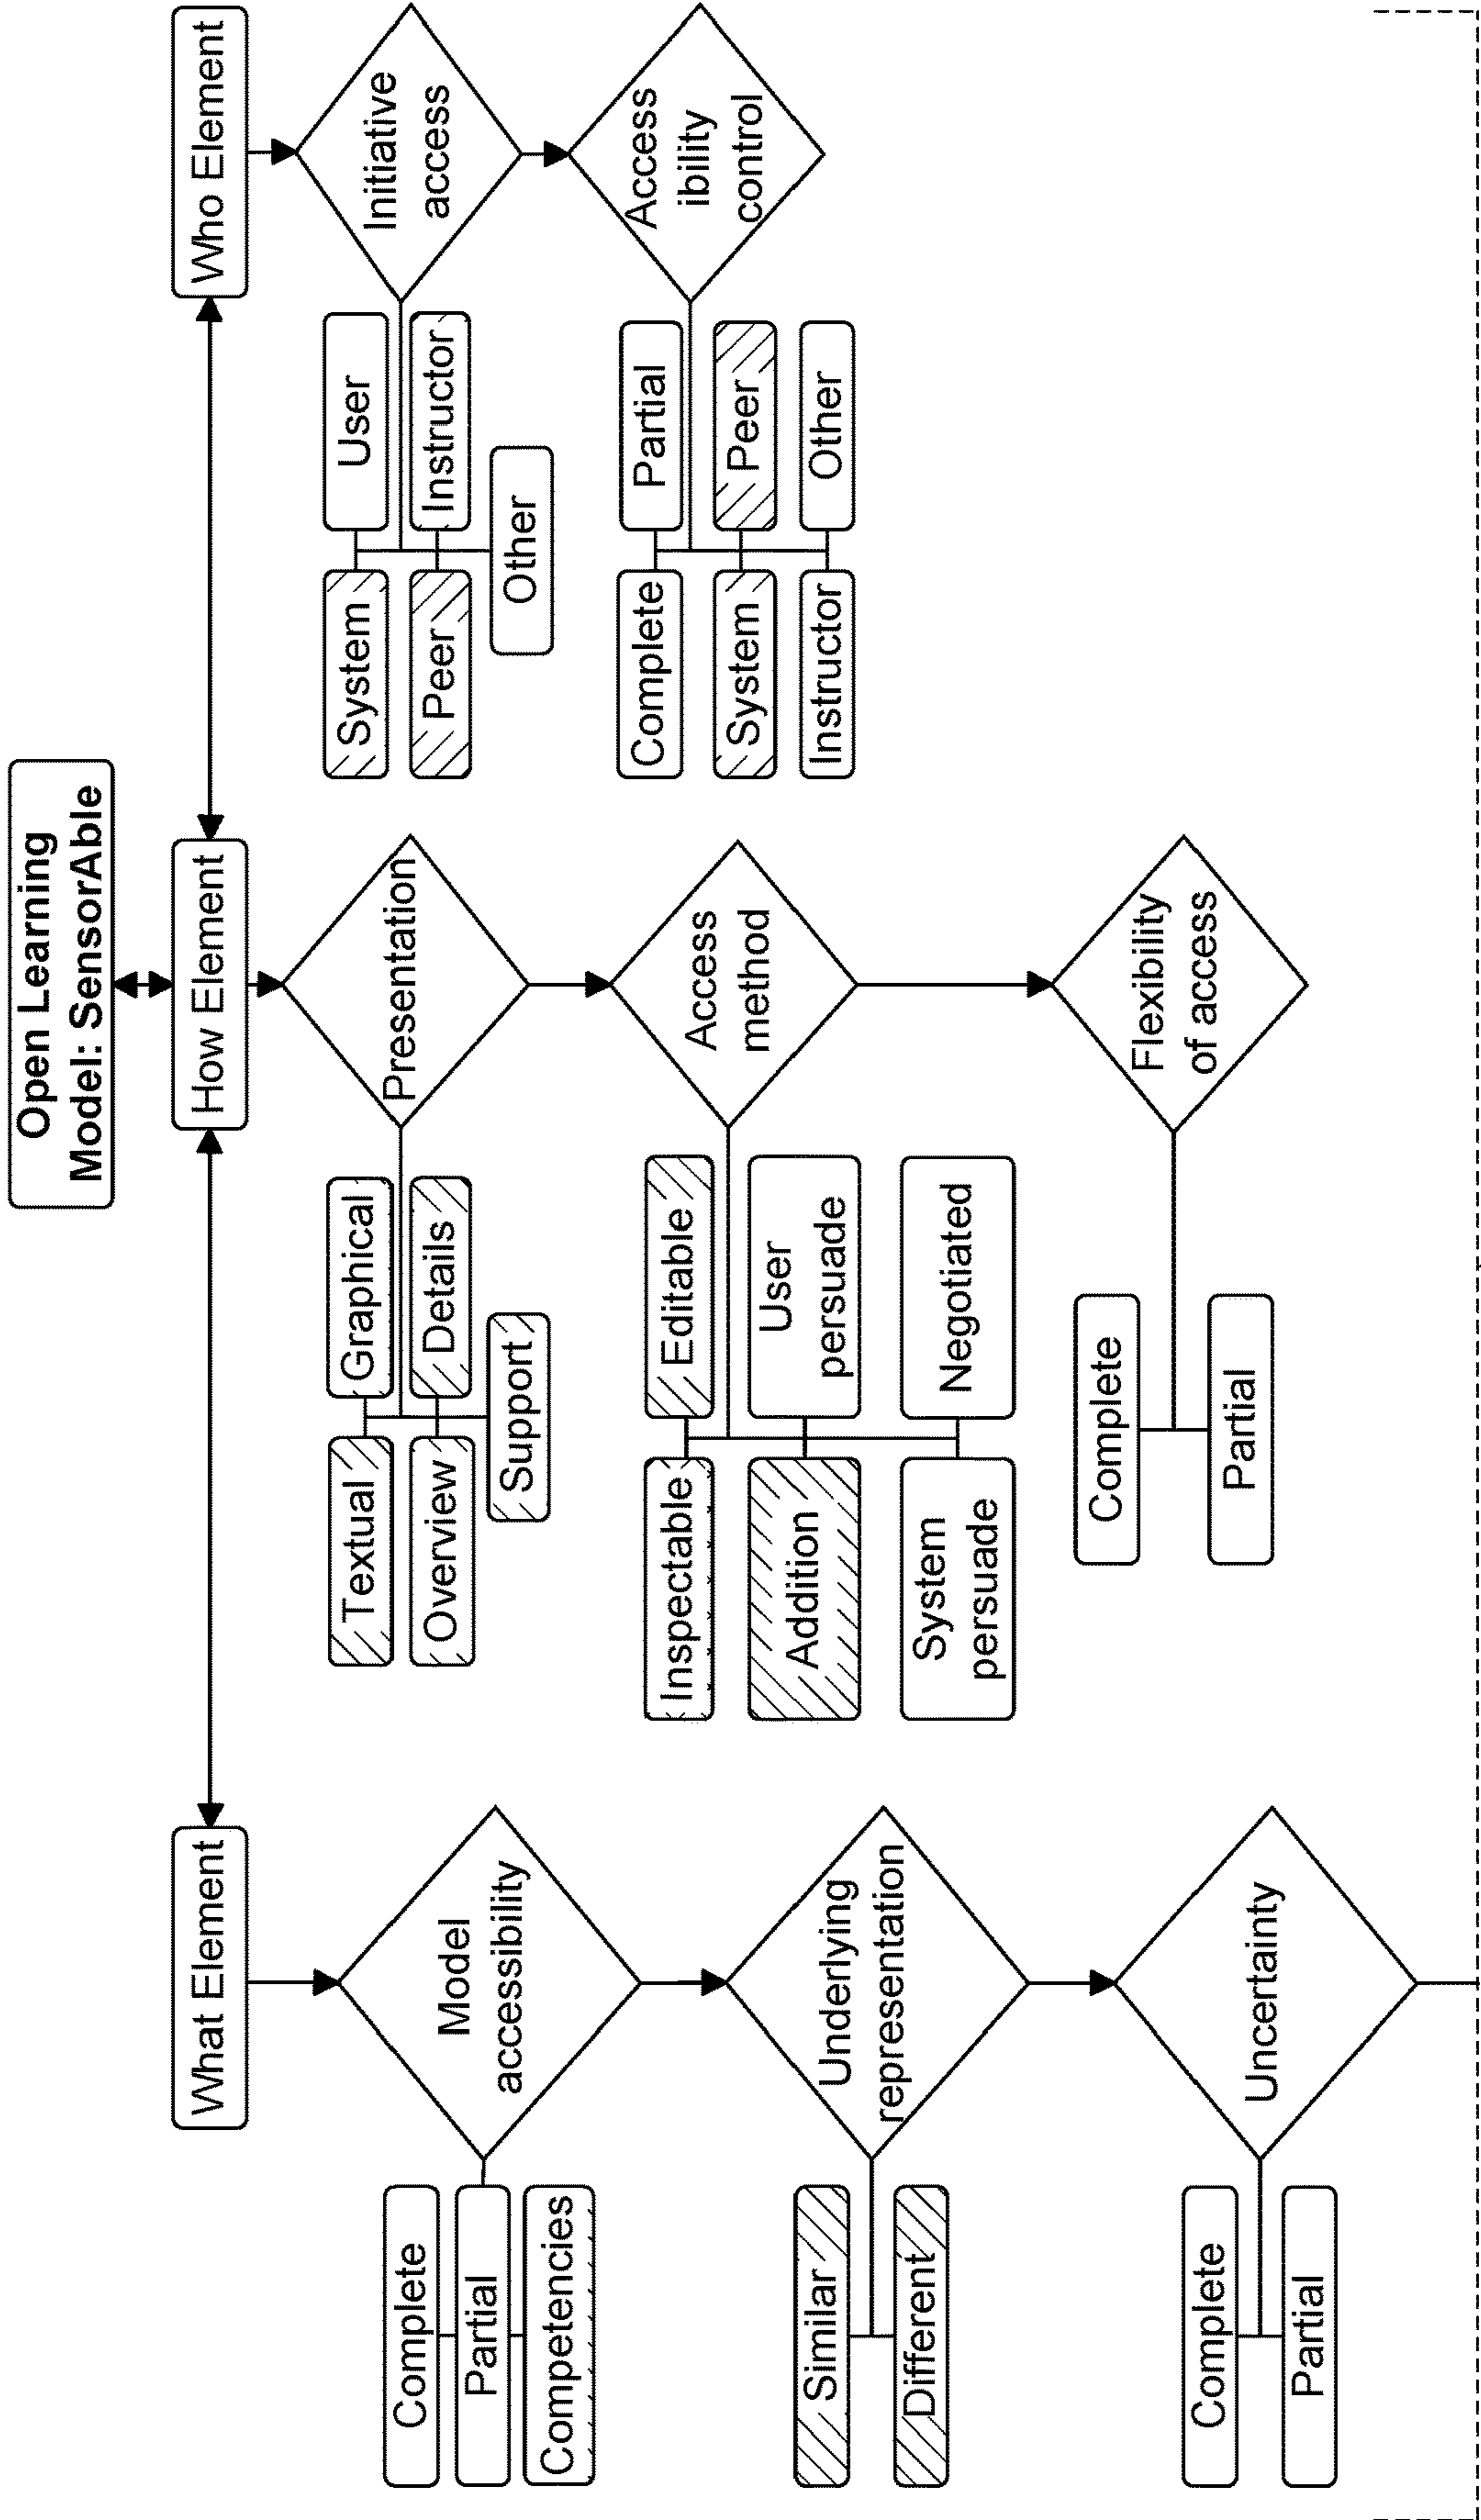 Open Learning
Model: SensorAble
What Element
How Element
Who Element
Model
accessibility
Complete
Partial
Competencies
Underlying
representation
Similar
Different
Uncertainty
Complete
Partial
Presentation
Textual
Graphical
Overview
Details
Support
Access
method
Inspectable
Editable
Addition
User
persuade
System
persuade
Negotiated
Flexibility
of access
Complete
Partial
Initiative
access
System
User
Peer
Instructor
Other
Access
ibility
control
Complete
Partial
System
Peer
Instructor
Other